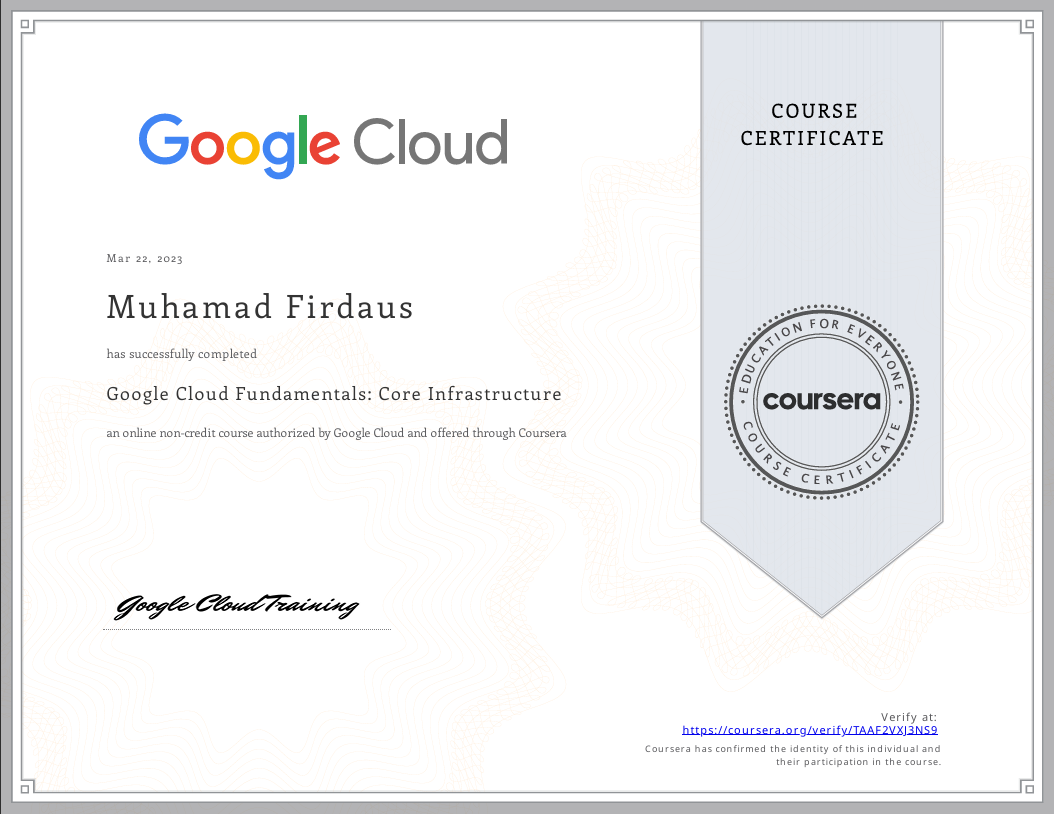 Google Cloud
COURSE
CERTIFICATE
Mar 22, 2023
Muhamad Firdaus
has successfully completed
Google Cloud Fundamentals: Core Infrastructure
an online non-credit course authorized by Google Cloud and offered through Coursera
EDUCATION FOR EVERYONE
coursera
COURSE CERTIFICATE
Google Cloud Training
Verify at:
https://coursera.org/verify/TAAF2VXJ3NS9
Coursera has confirmed the identity of this individual and
their participation in the course.